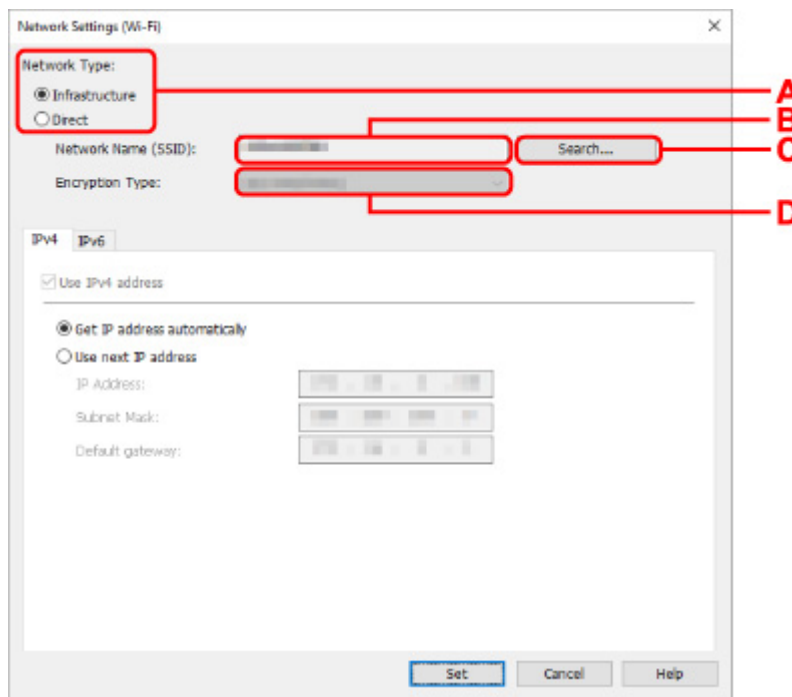 Network Settings (Wi-Fi)
Network Type:
Infrastructure
Direct
Network Name (SSID):
Search...
Encryption Type:
A
B
C
D
IPv4 IPv6
Use IPv4 address
Get IP address automatically
Use next IP address
IP Address:
Subnet Mask:
Default gateway:
Set Cancel Help